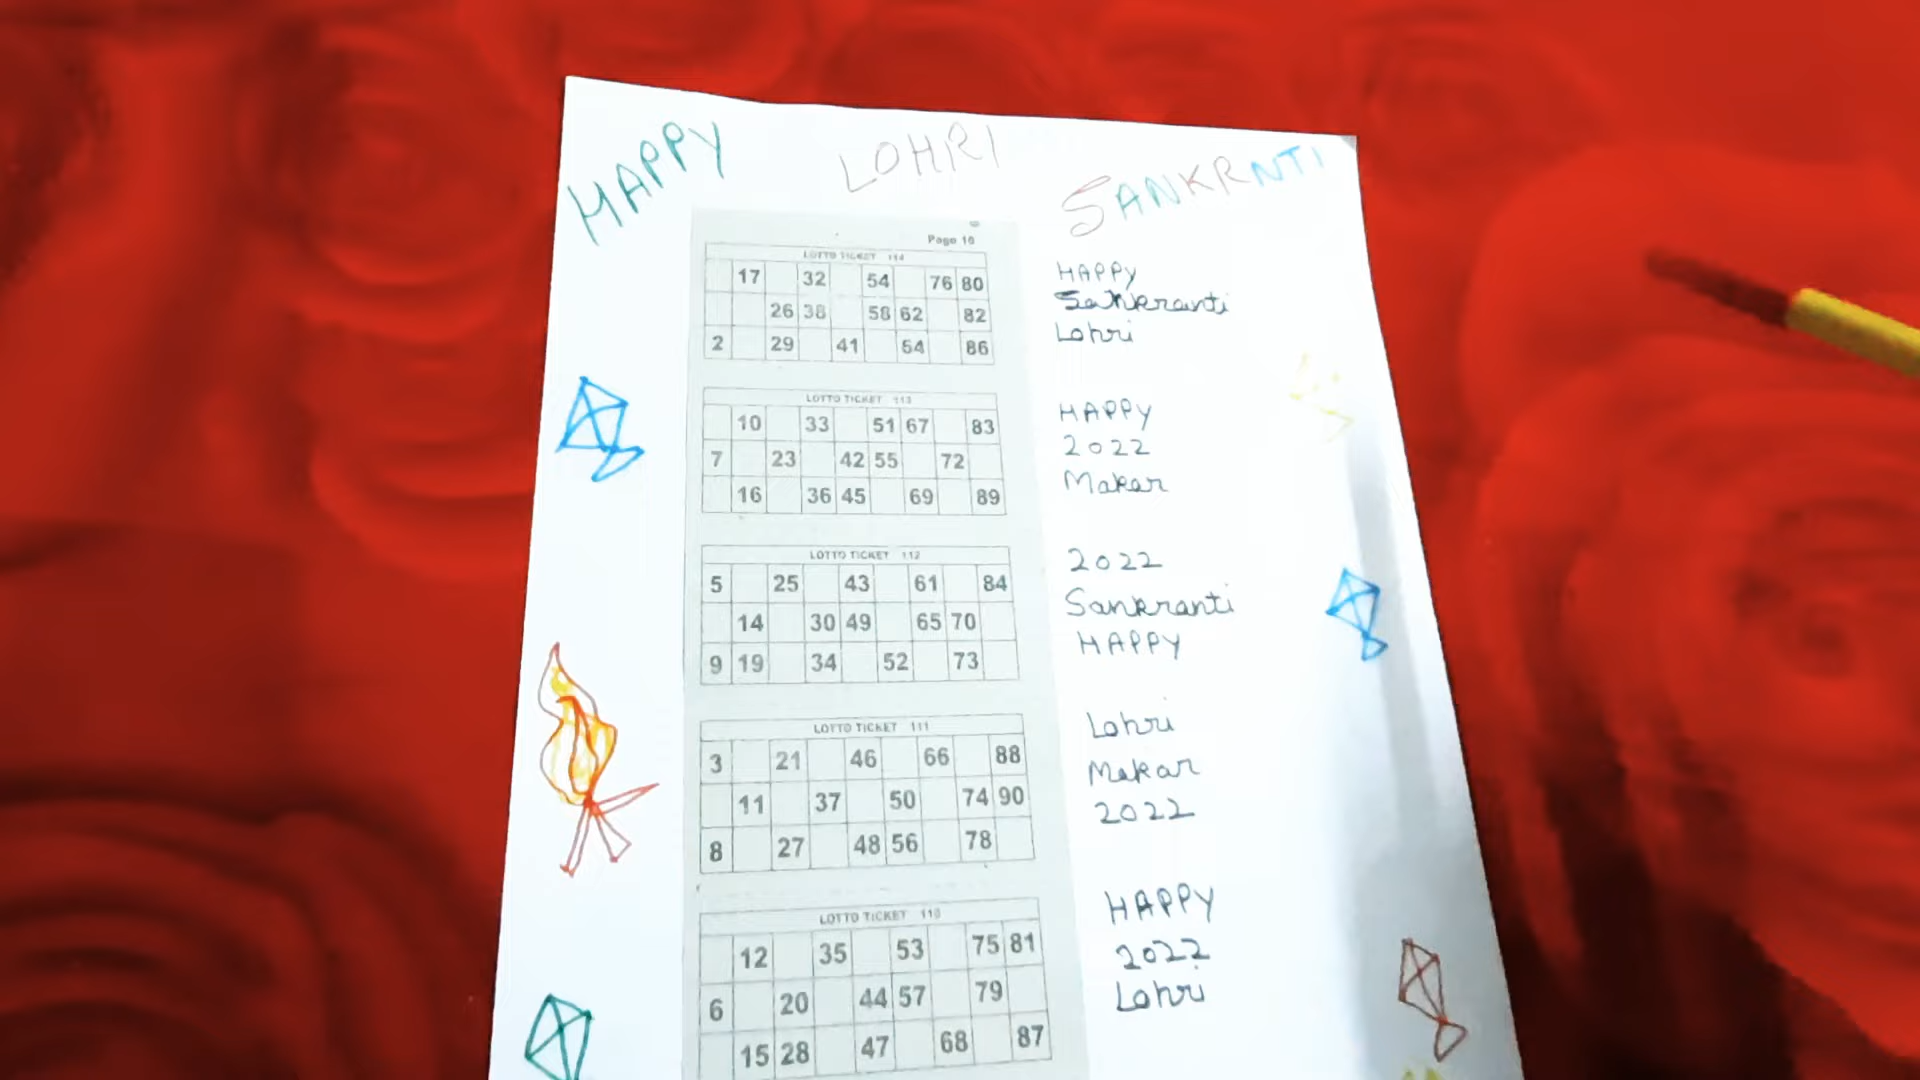 HAPPY LOHRI SANKRNTI
Page 10
LOTTO TICKET 114
17 32 54 76 80
26 38 58 62 82
2 29 41 64 86
HAPPY
Sankranti
Lohri
LOTTO TICKET 113
10 33 51 67 83
7 23 42 55 72
16 36 45 69 89
HAPPY
2022
Makar
LOTTO TICKET 112
5 25 43 61 84
14 30 49 65 70
9 19 34 52 73
2022
Sankranti
HAPPY
LOTTO TICKET 111
3 21 46 66 88
11 37 50 74 90
8 27 48 56 78
Lohri
Makar
2022
LOTTO TICKET 110
12 35 53 75 81
6 20 44 57 79
15 28 47 68 87
HAPPY
2022
Lohri